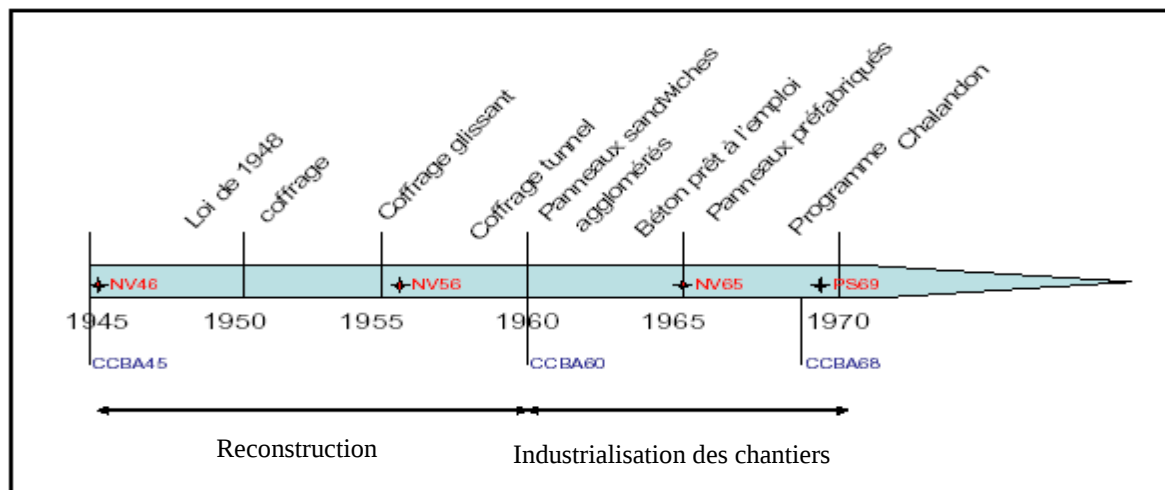 Loi de 1948
coffrage
Coffrage glissant
Coffrage tunnel
Panneaux sandwiches
agglomérés
Béton prêt à l'emploi
Panneaux préfabriqués
Programme
Chalandon
NV46
NV56
NV65
PS69
1945
1950
1955
1960
1965
1970
CCBA45
CCBA60
CCBA68
Reconstruction
Industrialisation des chantiers